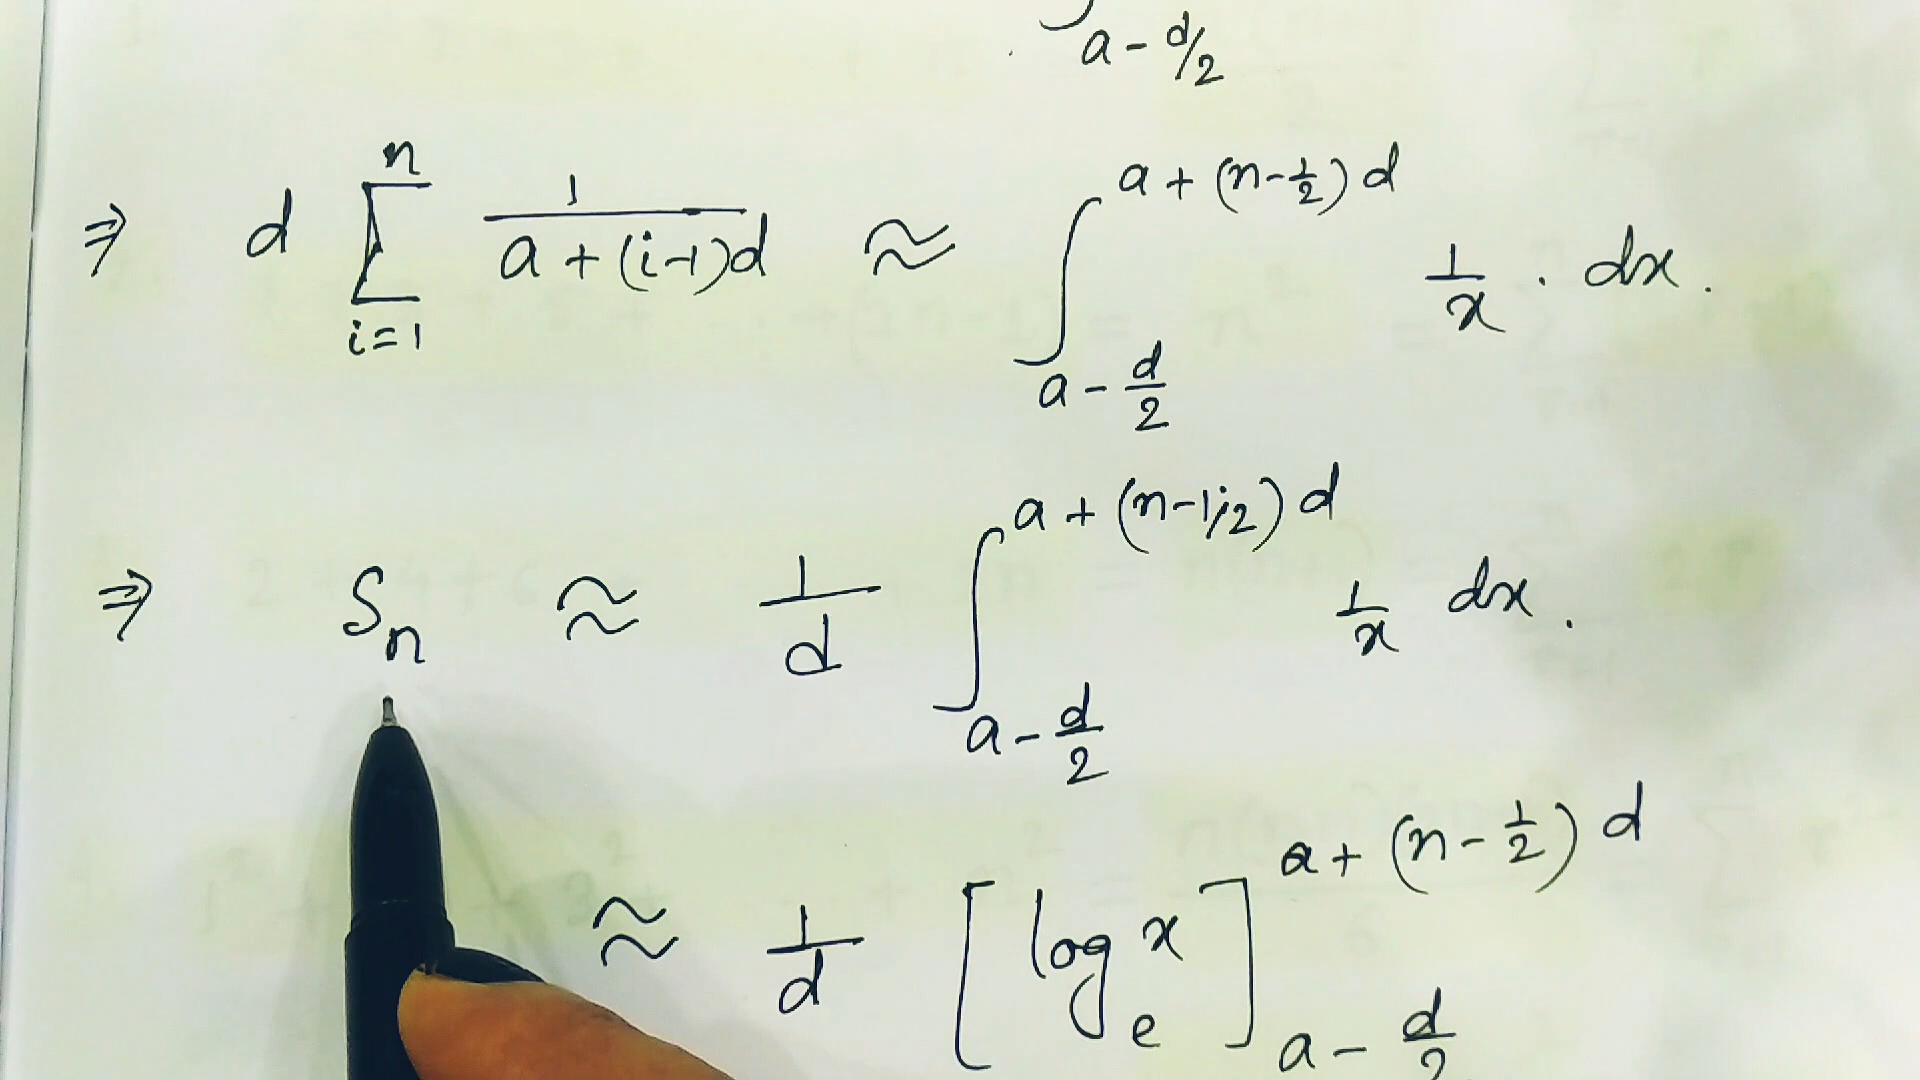 a - d/2
⇒ d ∑_{i=1}^{n} 1/(a + (i-1)d) ≈ ∫_{a - d/2}^{a + (n - 1/2) d} 1/x . dx .
⇒ S_n ≈ 1/d ∫_{a - d/2}^{a + (n - 1/2) d} 1/x dx .
≈ 1/d [log_e x]_{a - d/2}^{a + (n - 1/2) d}